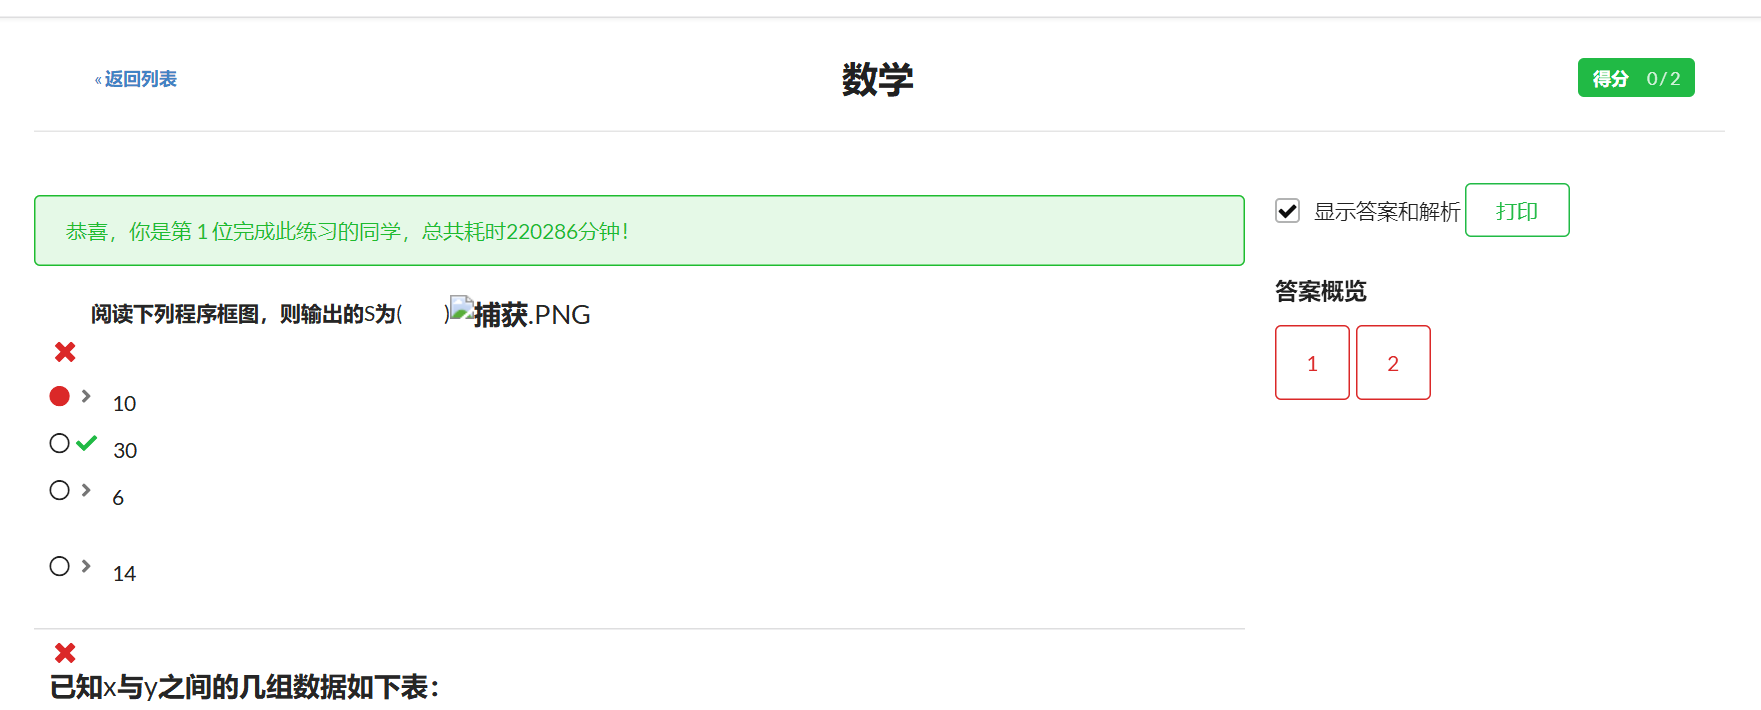 « 返回列表
数学
得分 0 / 2
恭喜，你是第 1 位完成此练习的同学，总共耗时220286分钟！
显示答案和解析
打印
答案概览
1 2
阅读下列程序框图，则输出的S为( )捕获.PNG
10
30
6
14
已知x与y之间的几组数据如下表：